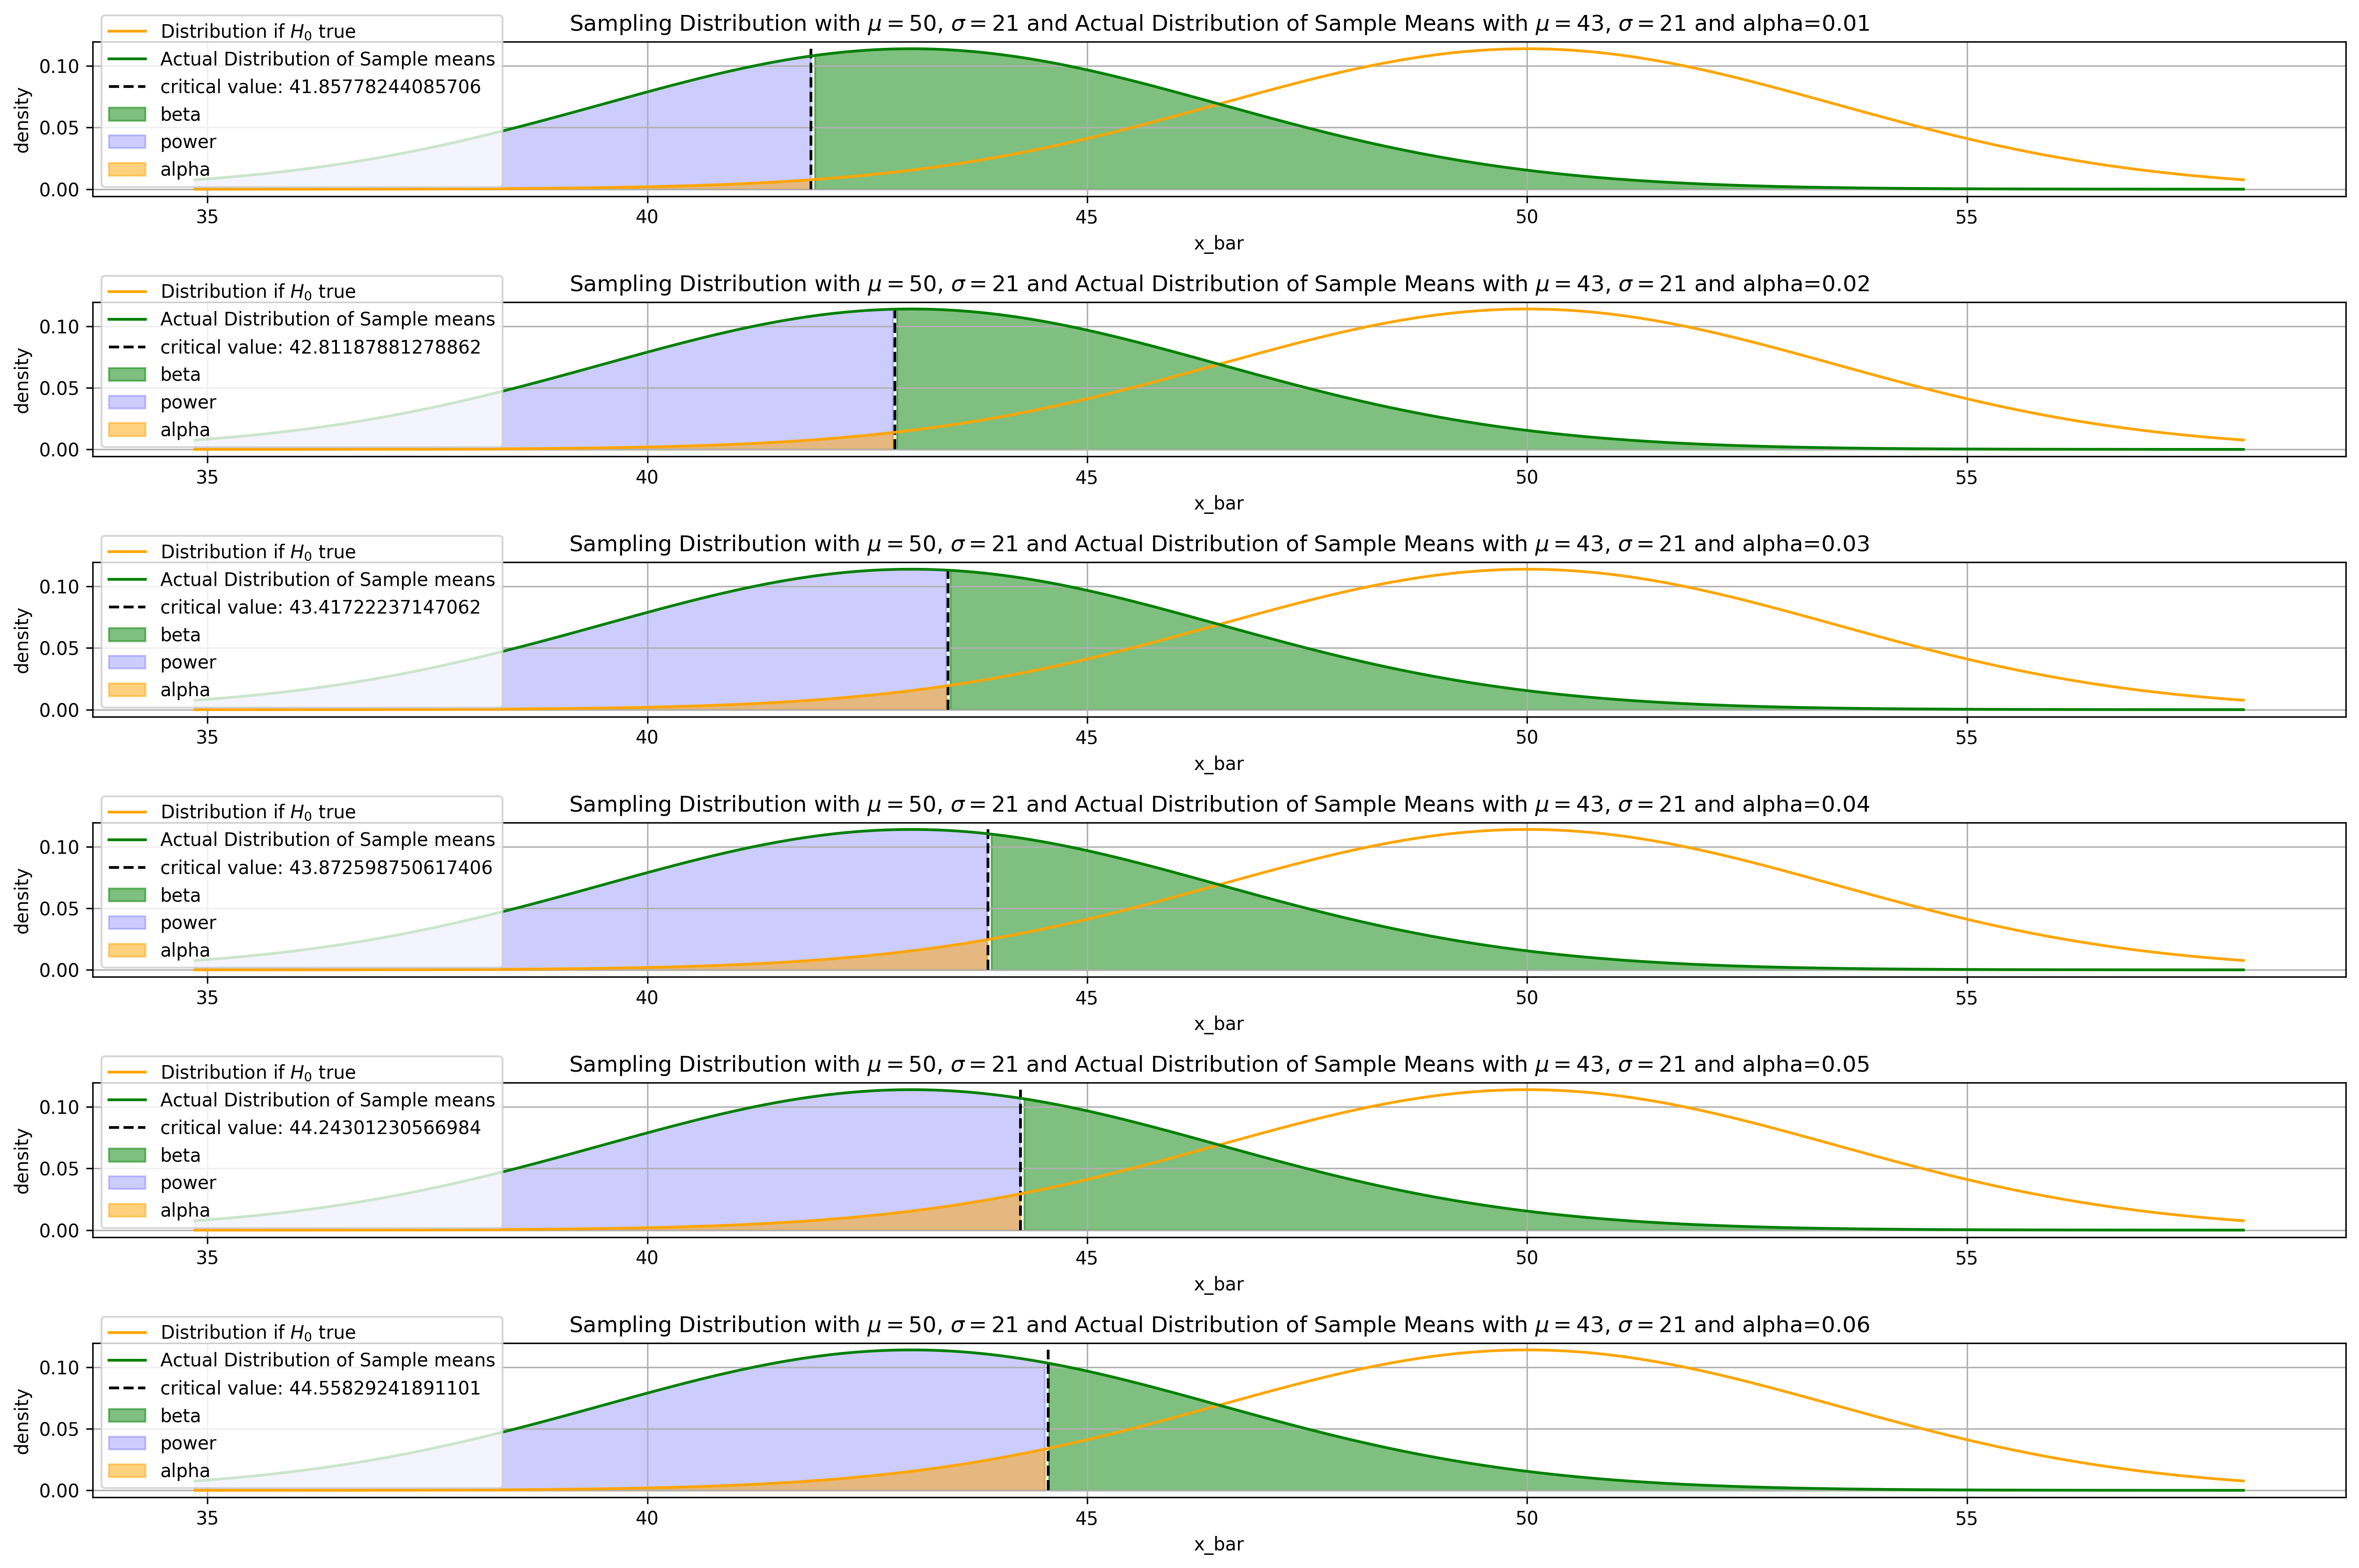 Sampling Distribution with μ = 50, σ = 21 and Actual Distribution of Sample Means with μ = 43, σ = 21 and alpha=0.01
Distribution if H₀ true
Actual Distribution of Sample means
critical value: 41.85778244085706
beta
power
alpha
density
0.10
0.05
0.00
35 40 45 50 55
x_bar
Sampling Distribution with μ = 50, σ = 21 and Actual Distribution of Sample Means with μ = 43, σ = 21 and alpha=0.02
Distribution if H₀ true
Actual Distribution of Sample means
critical value: 42.81187881278862
beta
power
alpha
density
0.10
0.05
0.00
35 40 45 50 55
x_bar
Sampling Distribution with μ = 50, σ = 21 and Actual Distribution of Sample Means with μ = 43, σ = 21 and alpha=0.03
Distribution if H₀ true
Actual Distribution of Sample means
critical value: 43.41722237147062
beta
power
alpha
density
0.10
0.05
0.00
35 40 45 50 55
x_bar
Sampling Distribution with μ = 50, σ = 21 and Actual Distribution of Sample Means with μ = 43, σ = 21 and alpha=0.04
Distribution if H₀ true
Actual Distribution of Sample means
critical value: 43.872598750617406
beta
power
alpha
density
0.10
0.05
0.00
35 40 45 50 55
x_bar
Sampling Distribution with μ = 50, σ = 21 and Actual Distribution of Sample Means with μ = 43, σ = 21 and alpha=0.05
Distribution if H₀ true
Actual Distribution of Sample means
critical value: 44.24301230566984
beta
power
alpha
density
0.10
0.05
0.00
35 40 45 50 55
x_bar
Sampling Distribution with μ = 50, σ = 21 and Actual Distribution of Sample Means with μ = 43, σ = 21 and alpha=0.06
Distribution if H₀ true
Actual Distribution of Sample means
critical value: 44.55829241891101
beta
power
alpha
density
0.10
0.05
0.00
35 40 45 50 55
x_bar